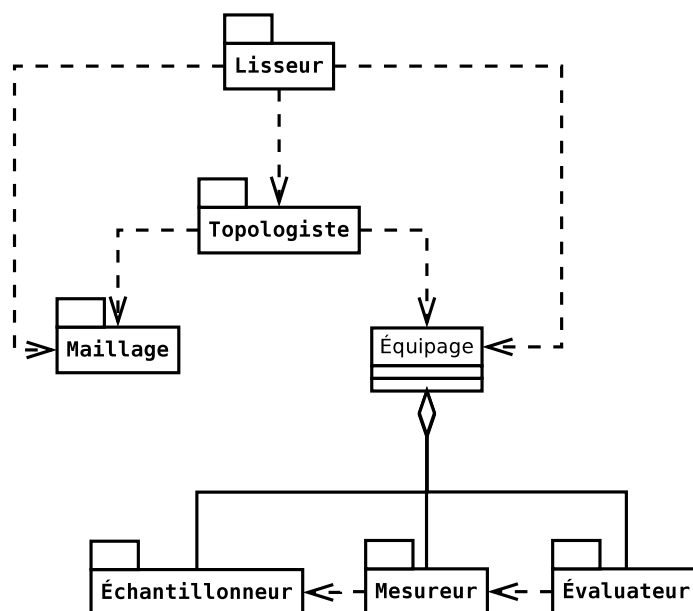 Lisseur
Topologiste
Maillage
Équipage
Échantillonneur
Mesureur
Évaluateur